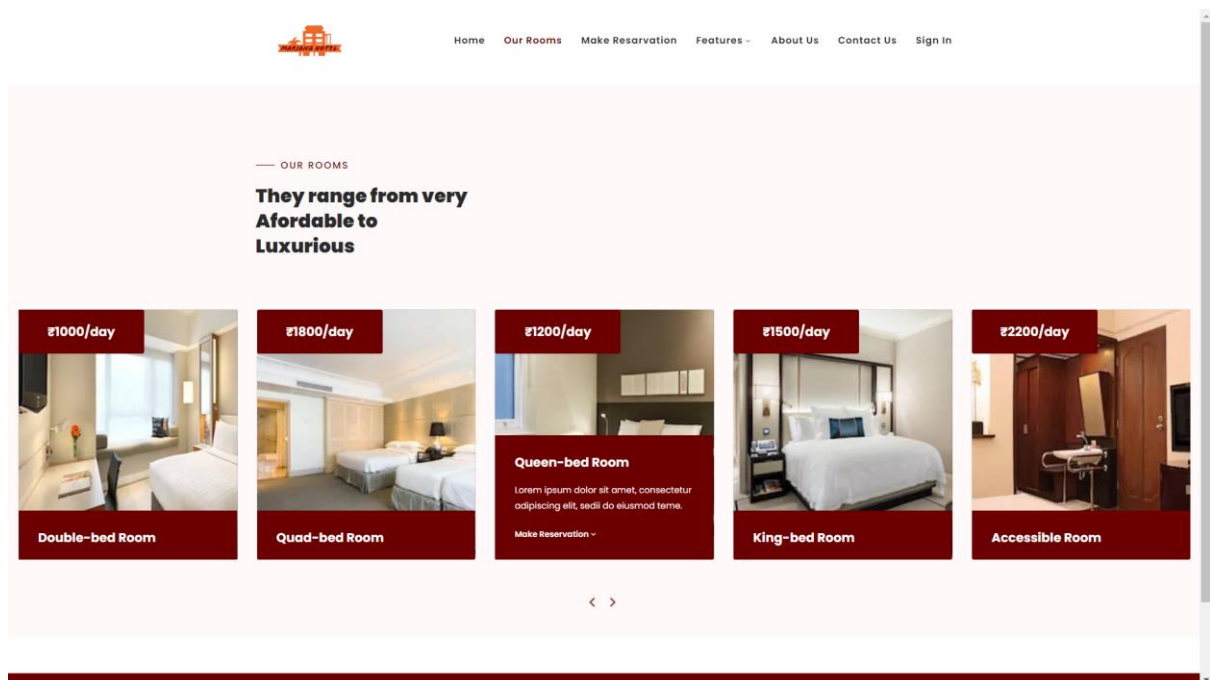 MARJANA HOTEL
Home Our Rooms Make Resarvation Features About Us Contact Us Sign In
OUR ROOMS
They range from very
Afordable to
Luxurious
₹1000/day
₹1800/day
₹1200/day
₹1500/day
₹2200/day
Double-bed Room
Quad-bed Room
Queen-bed Room
Lorem ipsum dolor sit amet, consectetur
adipiscing elit, sedii do eiusmod teme.
Make Reservation
King-bed Room
Accessible Room